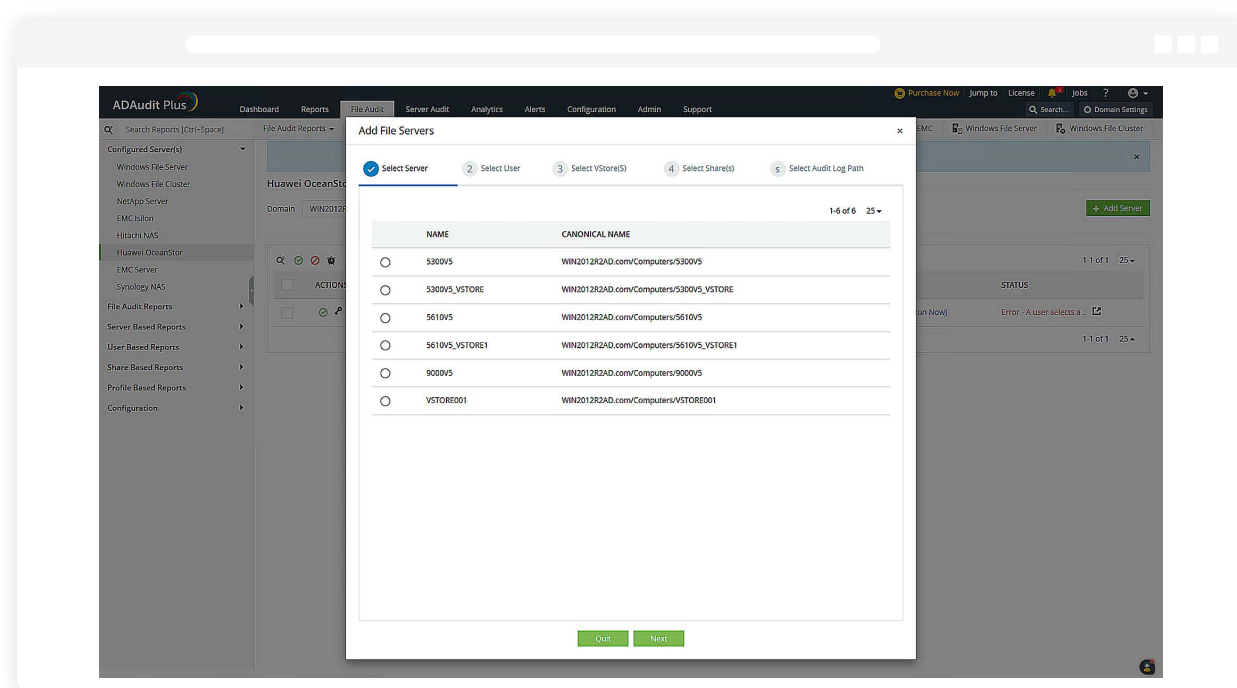 Purchase Now Jump to License Jobs ?
ADAudit Plus
Dashboard Reports File Audit Server Audit Analytics Alerts Configuration Admin Support
Search... Domain Settings
Search Reports [Ctrl+Space]
File Audit Reports
EMC Windows File Server Windows File Cluster
Configured Server(s)
Windows File Server
Windows File Cluster
NetApp Server
EMC Isilon
Hitachi NAS
Huawei OceanStor
EMC Server
Synology NAS
File Audit Reports
Server Based Reports
User Based Reports
Share Based Reports
Profile Based Reports
Configuration
Huawei OceanSto
Domain WIN2012R
+ Add Server
1-1 of 1 25
ACTIONS
STATUS
un Now] Error - A user selects a...
1-1 of 1 25
Add File Servers
Select Server 2 Select User 3 Select VStore(S) 4 Select Share(s) s Select Audit Log Path
1-6 of 6 25
NAME CANONICAL NAME
5300V5 WIN2012R2AD.com/Computers/5300V5
5300V5_VSTORE WIN2012R2AD.com/Computers/5300V5_VSTORE
5610V5 WIN2012R2AD.com/Computers/5610V5
5610V5_VSTORE1 WIN2012R2AD.com/Computers/5610V5_VSTORE1
9000V5 WIN2012R2AD.com/Computers/9000V5
VSTORE001 WIN2012R2AD.com/Computers/VSTORE001
Quit Next